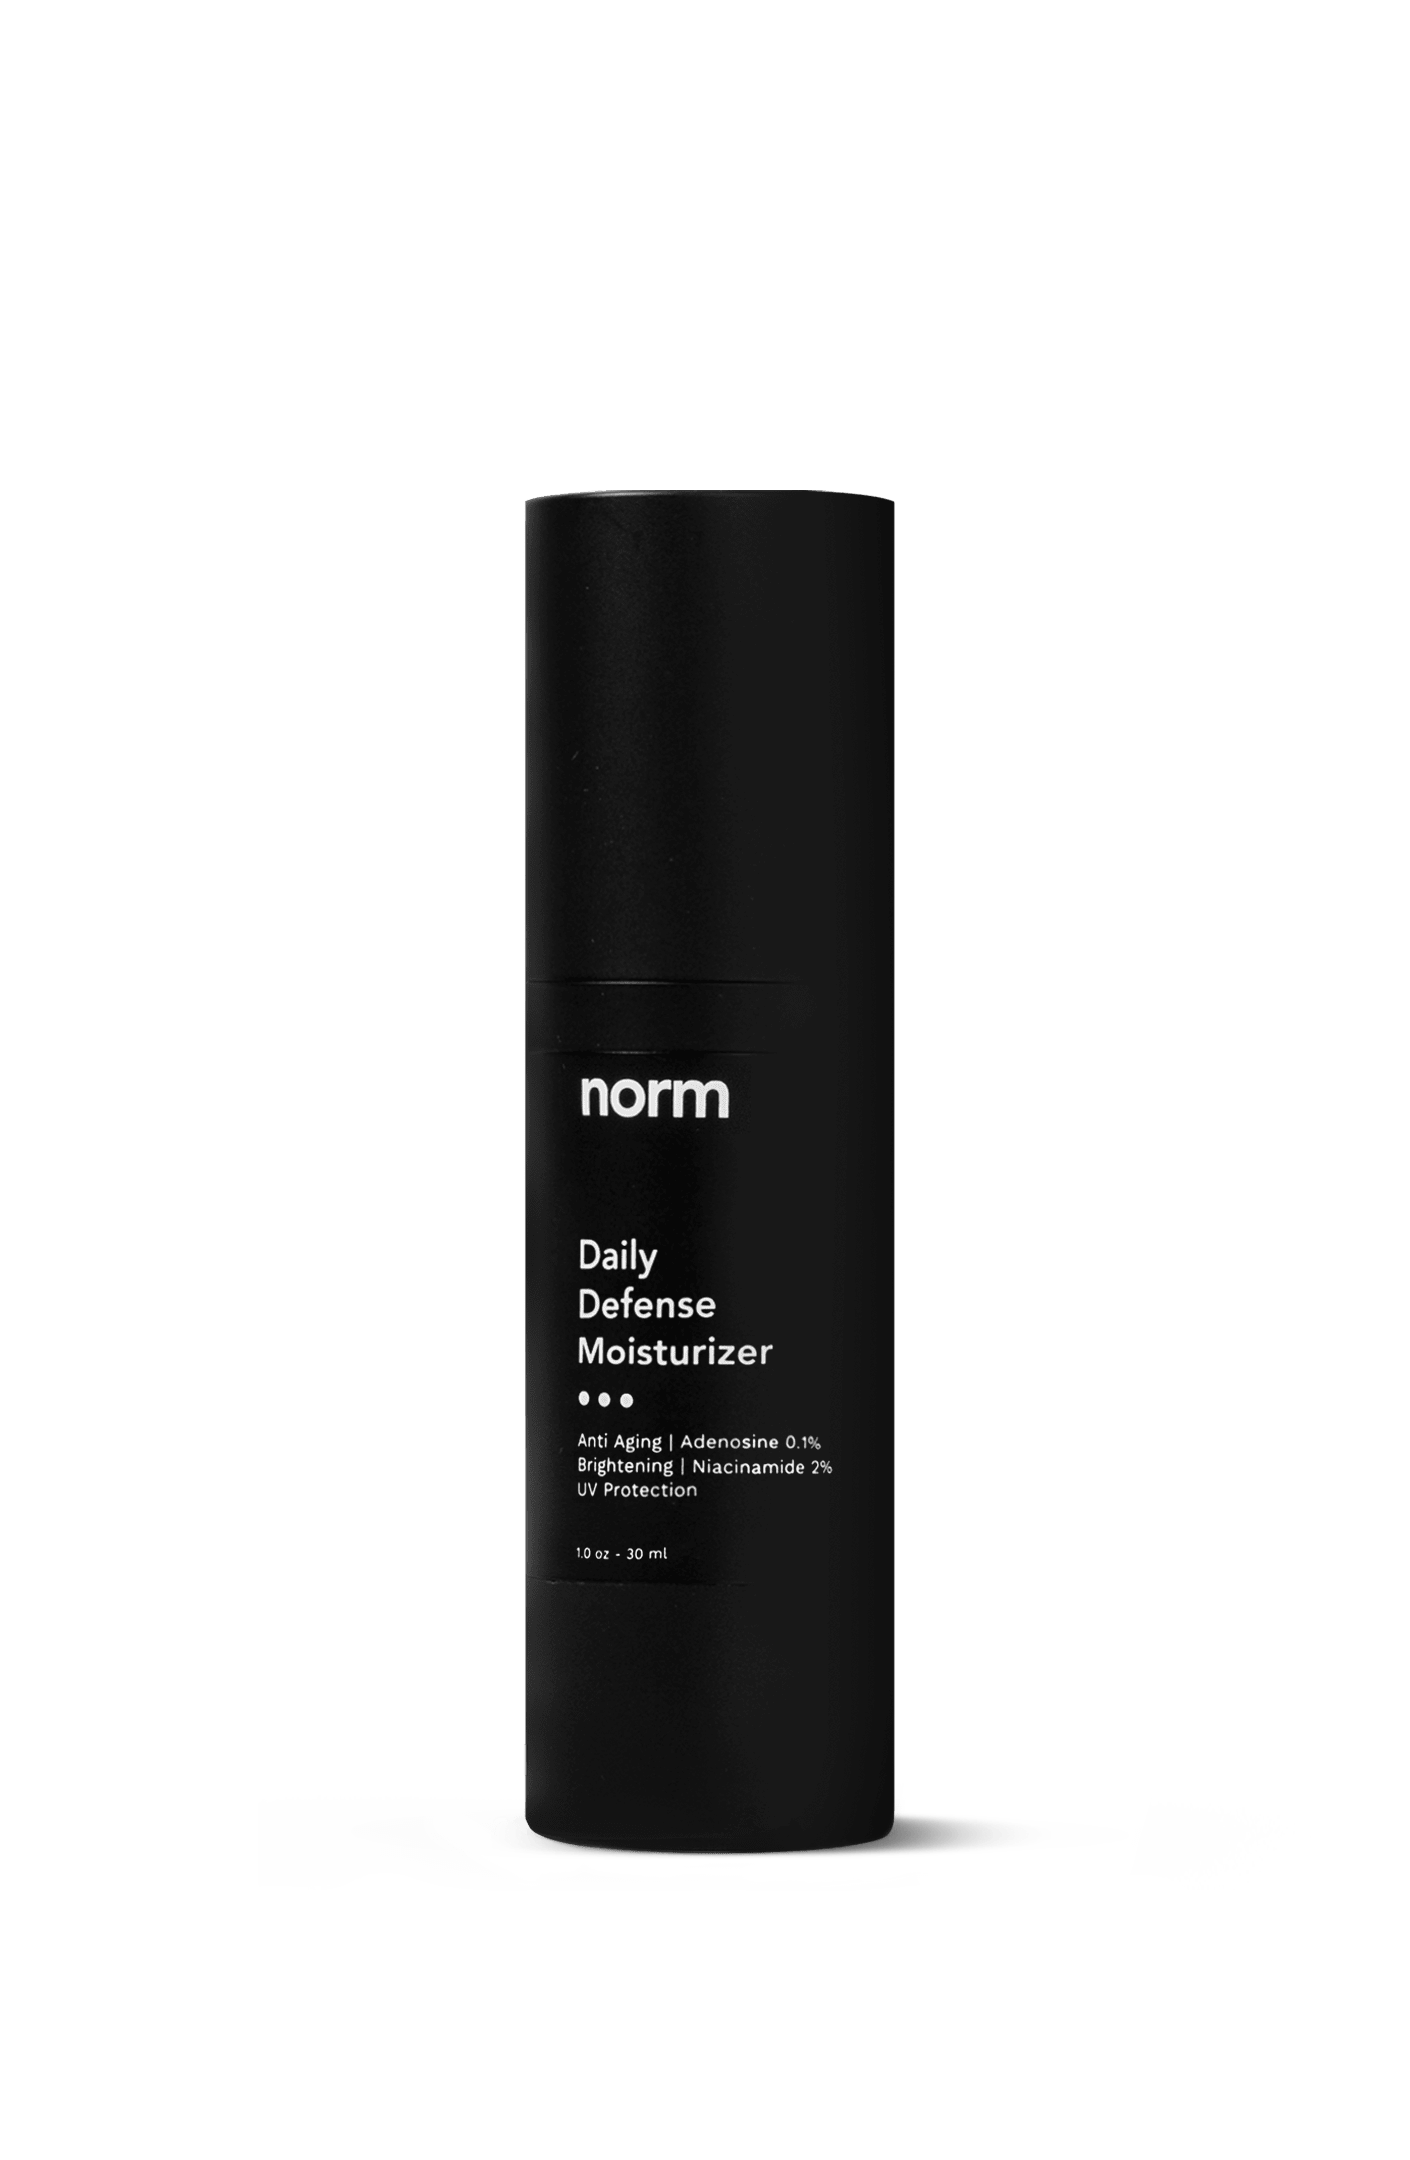 norm
Daily
Defense
Moisturizer
Anti Aging | Adenosine 0.1%
Brightening | Niacinamide 2%
UV Protection
1.0 oz - 30 ml